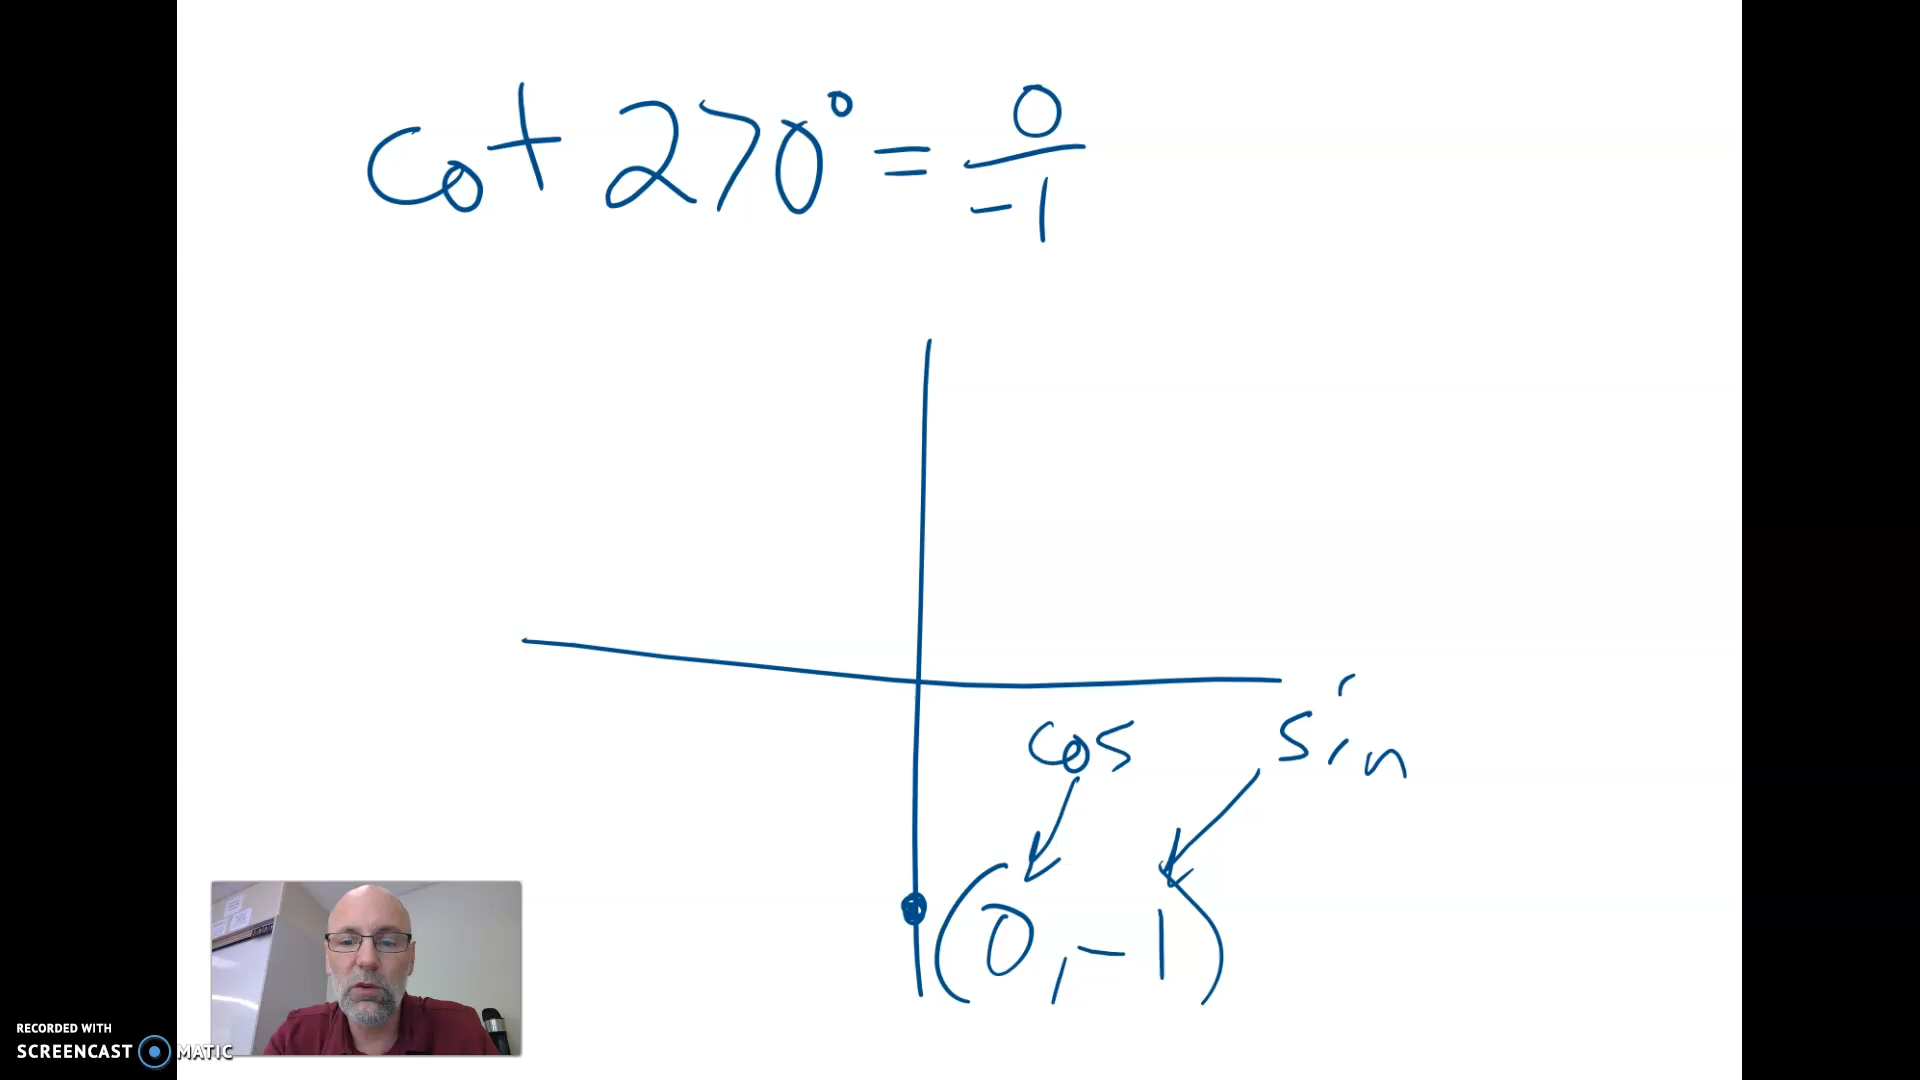 cot 270° = 0/-1
cos sin
(0, -1)
RECORDED WITH
SCREENCAST MATIC